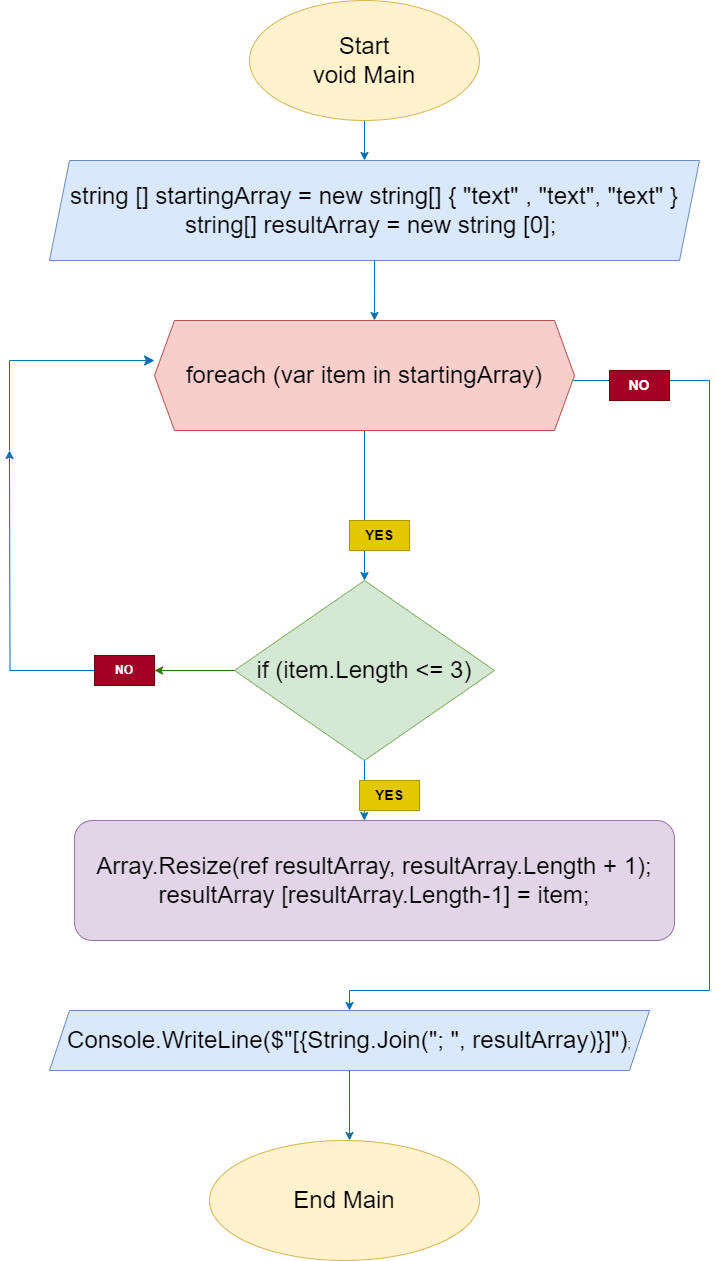 Start
void Main
string [] startingArray = new string[] { "text" , "text", "text" }
string[] resultArray = new string [0];
foreach (var item in startingArray)
NO
YES
if (item.Length <= 3)
NO
YES
Array.Resize(ref resultArray, resultArray.Length + 1);
resultArray [resultArray.Length-1] = item;
Console.WriteLine($"[{String.Join("; ", resultArray)}]");
End Main